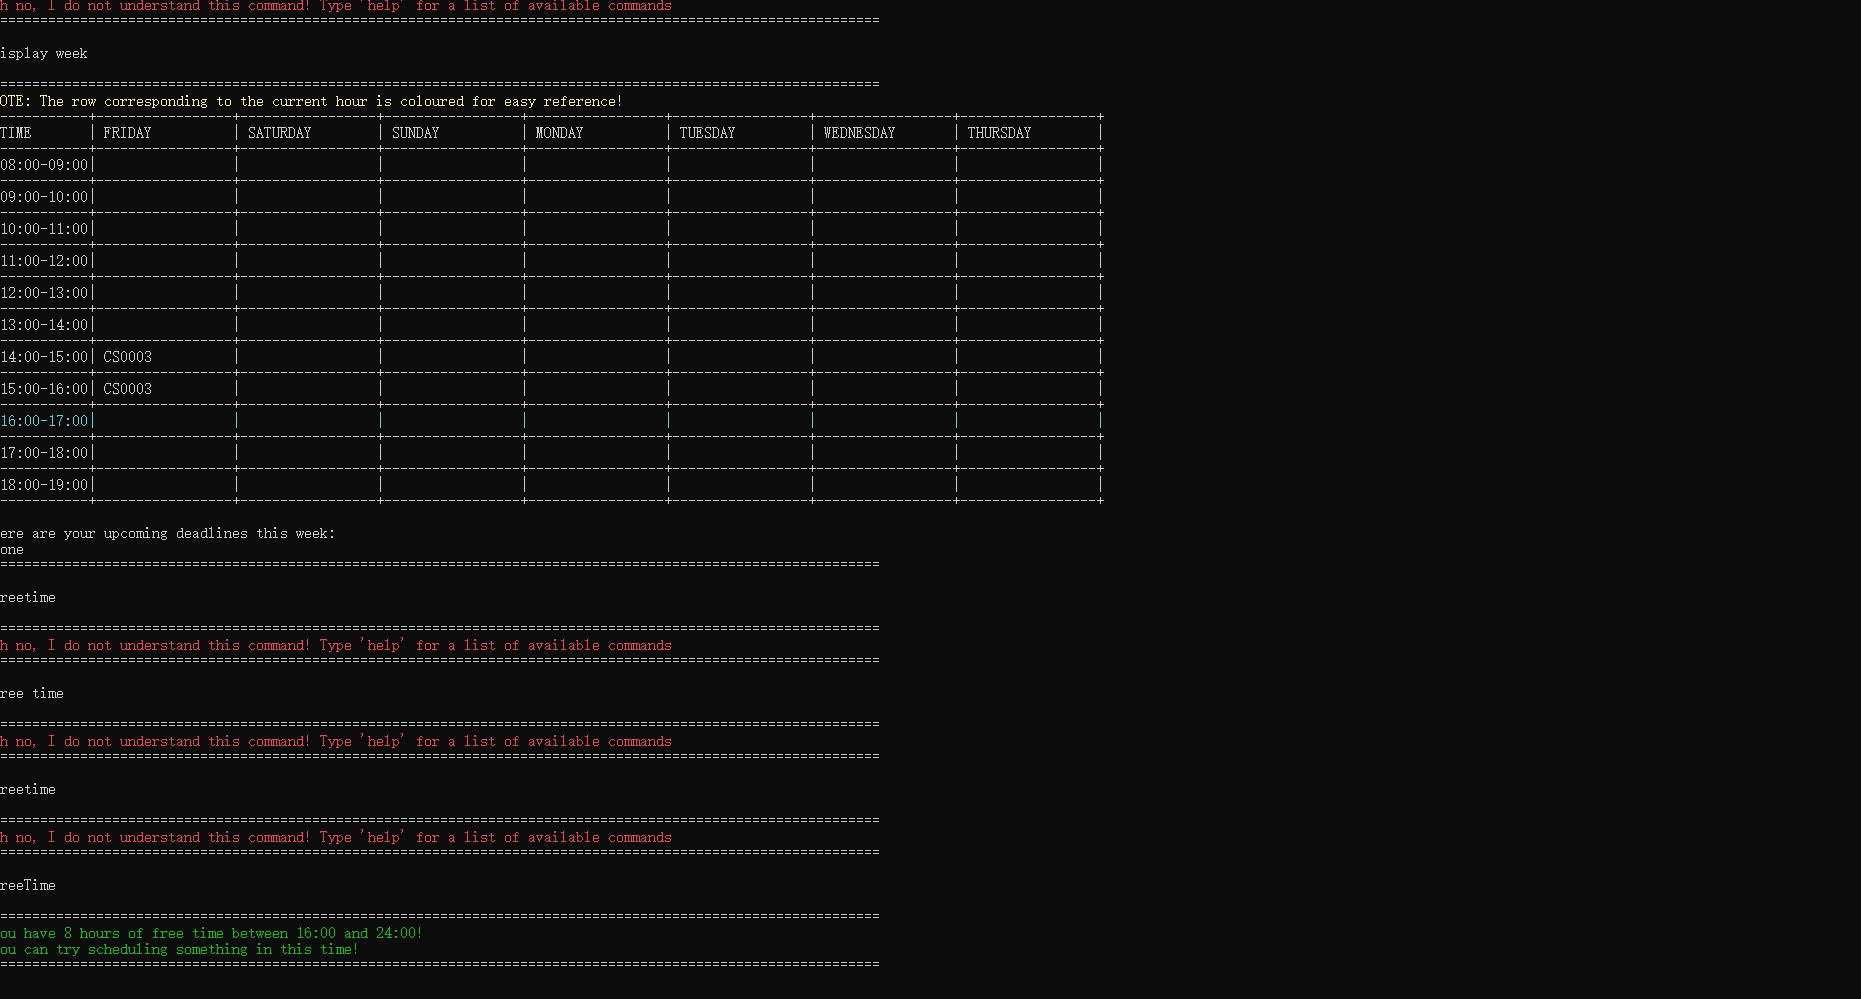 h no, I do not understand this command! Type 'help' for a list of available commands
==============================================================================================================
isplay week
==============================================================================================================
OTE: The row corresponding to the current hour is coloured for easy reference!
-----------+-----------------+-----------------+-----------------+-----------------+-----------------+-----------------+-----------------+
TIME       | FRIDAY          | SATURDAY        | SUNDAY          | MONDAY          | TUESDAY         | WEDNESDAY       | THURSDAY        |
-----------+-----------------+-----------------+-----------------+-----------------+-----------------+-----------------+-----------------+
08:00-09:00|                 |                 |                 |                 |                 |                 |                 |
-----------+-----------------+-----------------+-----------------+-----------------+-----------------+-----------------+-----------------+
09:00-10:00|                 |                 |                 |                 |                 |                 |                 |
-----------+-----------------+-----------------+-----------------+-----------------+-----------------+-----------------+-----------------+
10:00-11:00|                 |                 |                 |                 |                 |                 |                 |
-----------+-----------------+-----------------+-----------------+-----------------+-----------------+-----------------+-----------------+
11:00-12:00|                 |                 |                 |                 |                 |                 |                 |
-----------+-----------------+-----------------+-----------------+-----------------+-----------------+-----------------+-----------------+
12:00-13:00|                 |                 |                 |                 |                 |                 |                 |
-----------+-----------------+-----------------+-----------------+-----------------+-----------------+-----------------+-----------------+
13:00-14:00|                 |                 |                 |                 |                 |                 |                 |
-----------+-----------------+-----------------+-----------------+-----------------+-----------------+-----------------+-----------------+
14:00-15:00| CS0003          |                 |                 |                 |                 |                 |                 |
-----------+-----------------+-----------------+-----------------+-----------------+-----------------+-----------------+-----------------+
15:00-16:00| CS0003          |                 |                 |                 |                 |                 |                 |
-----------+-----------------+-----------------+-----------------+-----------------+-----------------+-----------------+-----------------+
16:00-17:00|                 |                 |                 |                 |                 |                 |                 |
-----------+-----------------+-----------------+-----------------+-----------------+-----------------+-----------------+-----------------+
17:00-18:00|                 |                 |                 |                 |                 |                 |                 |
-----------+-----------------+-----------------+-----------------+-----------------+-----------------+-----------------+-----------------+
18:00-19:00|                 |                 |                 |                 |                 |                 |                 |
-----------+-----------------+-----------------+-----------------+-----------------+-----------------+-----------------+-----------------+
ere are your upcoming deadlines this week:
one
==============================================================================================================
reetime
==============================================================================================================
h no, I do not understand this command! Type 'help' for a list of available commands
==============================================================================================================
ree time
==============================================================================================================
h no, I do not understand this command! Type 'help' for a list of available commands
==============================================================================================================
reetime
==============================================================================================================
h no, I do not understand this command! Type 'help' for a list of available commands
==============================================================================================================
reeTime
==============================================================================================================
ou have 8 hours of free time between 16:00 and 24:00!
ou can try scheduling something in this time!
==============================================================================================================